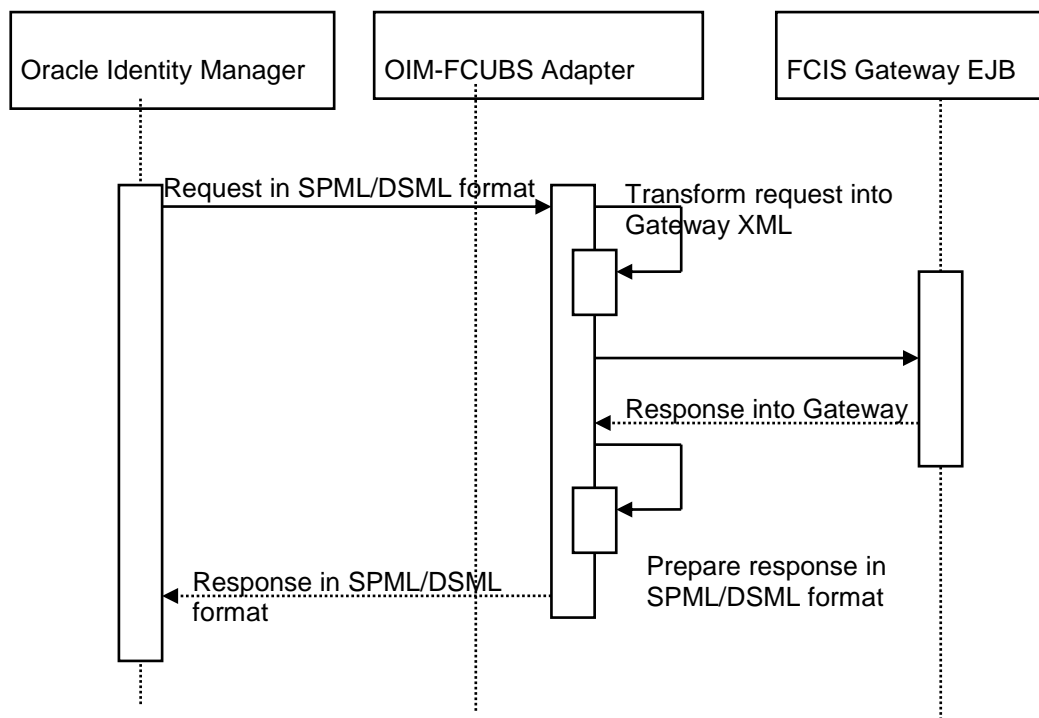 Oracle Identity Manager
OIM-FCUBS Adapter
FCIS Gateway EJB
Request in SPML/DSML format
Transform request into
Gateway XML
Response into Gateway
Prepare response in
SPML/DSML format
Response in SPML/DSML
format